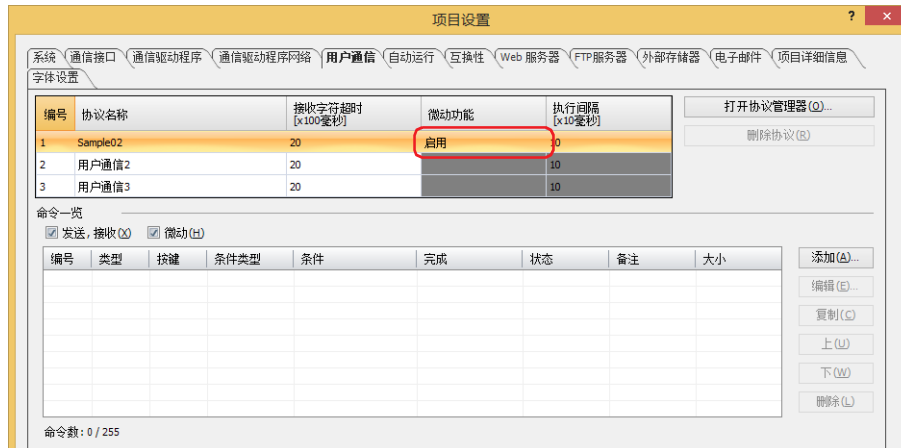 项目设置
? ×
系统 通信接口 通信驱动程序 通信驱动程序网络 用户通信 自动运行 互换性 Web 服务器 FTP服务器 外部存储器 电子邮件 项目详细信息
字体设置
编号 协议名称 接收字符超时 [x100毫秒] 微动功能 执行间隔 [x10毫秒]
1 Sample02 20 启用 10
2 用户通信2 20 10
3 用户通信3 20 10
打开协议管理器(O)...
删除协议(R)
命令一览
发送,接收(X) 微动(H)
编号 类型 按键 条件类型 条件 完成 状态 备注 大小
添加(A)...
编辑(E)...
复制(C)
上(U)
下(W)
删除(L)
命令数: 0 / 255